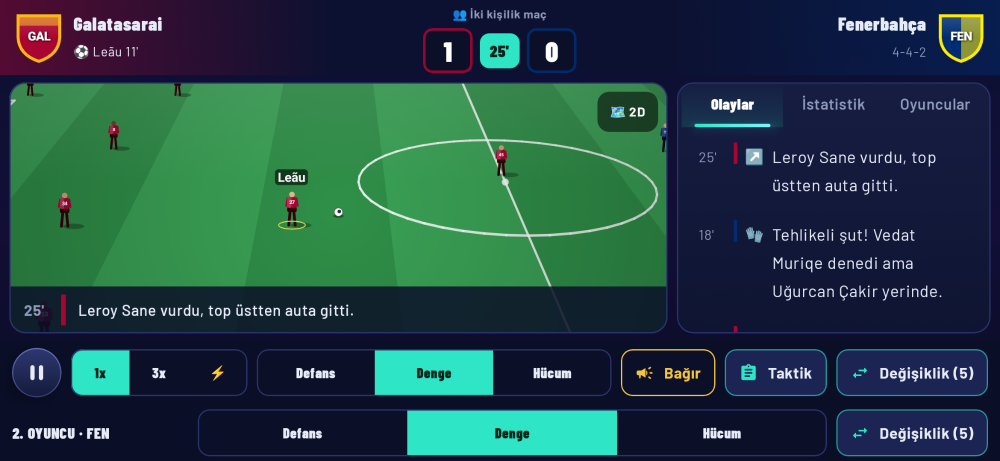 GAL
Galatasarai
⚽ Leãu 11'
👥 İki kişilik maç
1
25'
0
Fenerbahça
4-4-2
FEN
🗺️ 2D
Leãu
27
25'
Leroy Sane vurdu, top üstten auta gitti.
Olaylar
İstatistik
Oyuncular
25'
↗️ Leroy Sane vurdu, top
üstten auta gitti.
18'
🧤 Tehlikeli şut! Vedat
Muriqe denedi ama
Uğurcan Çakir yerinde.
1x
3x
⚡
Defans
Denge
Hücum
Bağır
Taktik
Değişiklik (5)
2. OYUNCU · FEN
Defans
Denge
Hücum
Değişiklik (5)